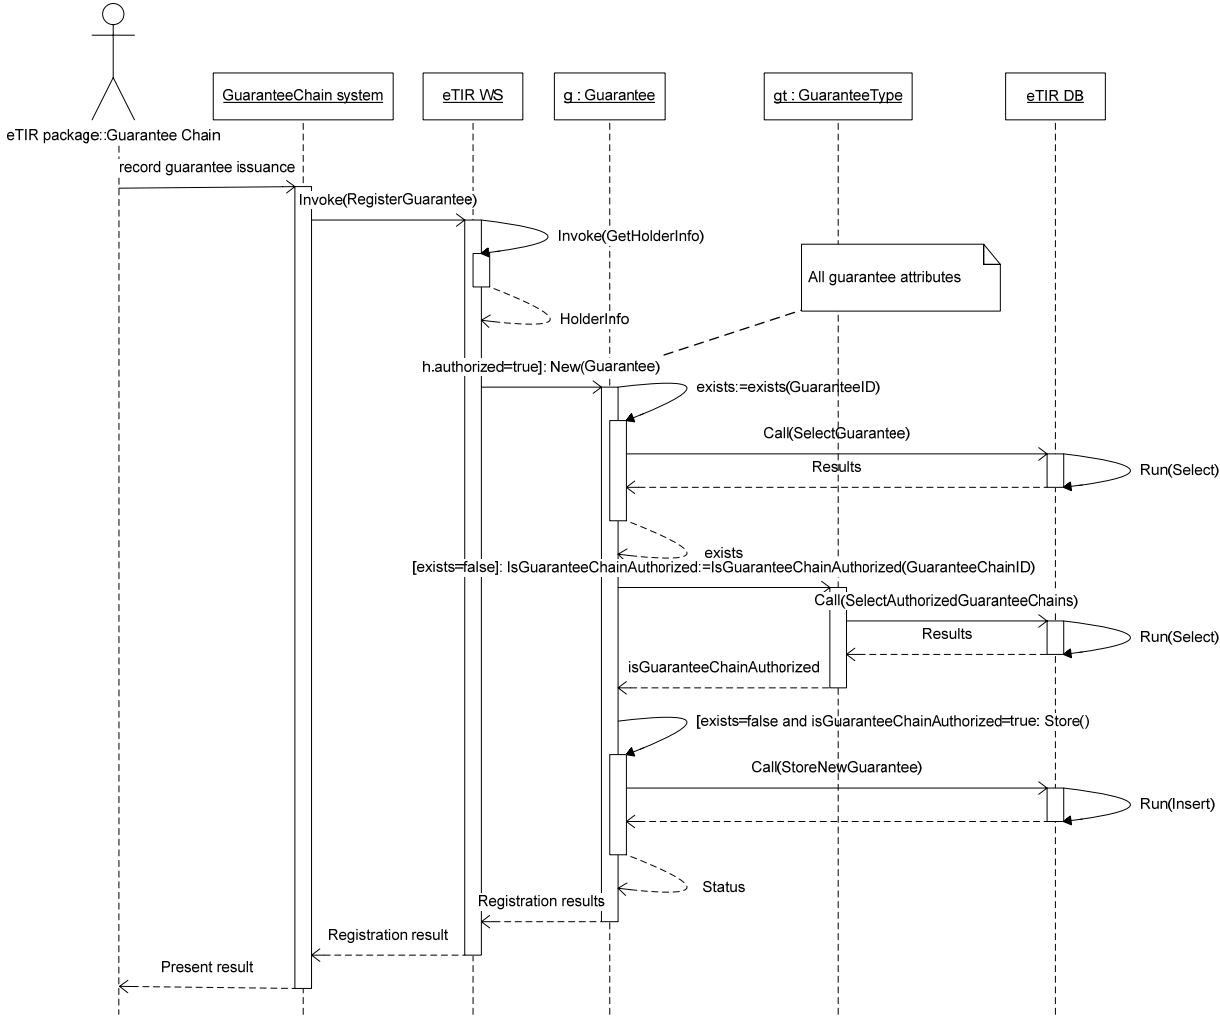 GuaranteeChain system
eTIR WS
g : Guarantee
gt : GuaranteeType
eTIR DB
eTIR package::Guarantee Chain
record guarantee issuance
Invoke(RegisterGuarantee)
Invoke(GetHolderInfo)
All guarantee attributes
HolderInfo
h.authorized=true]: New(Guarantee)
exists:=exists(GuaranteeID)
Call(SelectGuarantee)
Results
Run(Select)
exists
[exists=false]: IsGuaranteeChainAuthorized:=IsGuaranteeChainAuthorized(GuaranteeChainID)
Call(SelectAuthorizedGuaranteeChains)
Results
Run(Select)
isGuaranteeChainAuthorized
[exists=false and isGuaranteeChainAuthorized=true: Store()
Call(StoreNewGuarantee)
Run(Insert)
Status
Registration results
Registration result
Present result